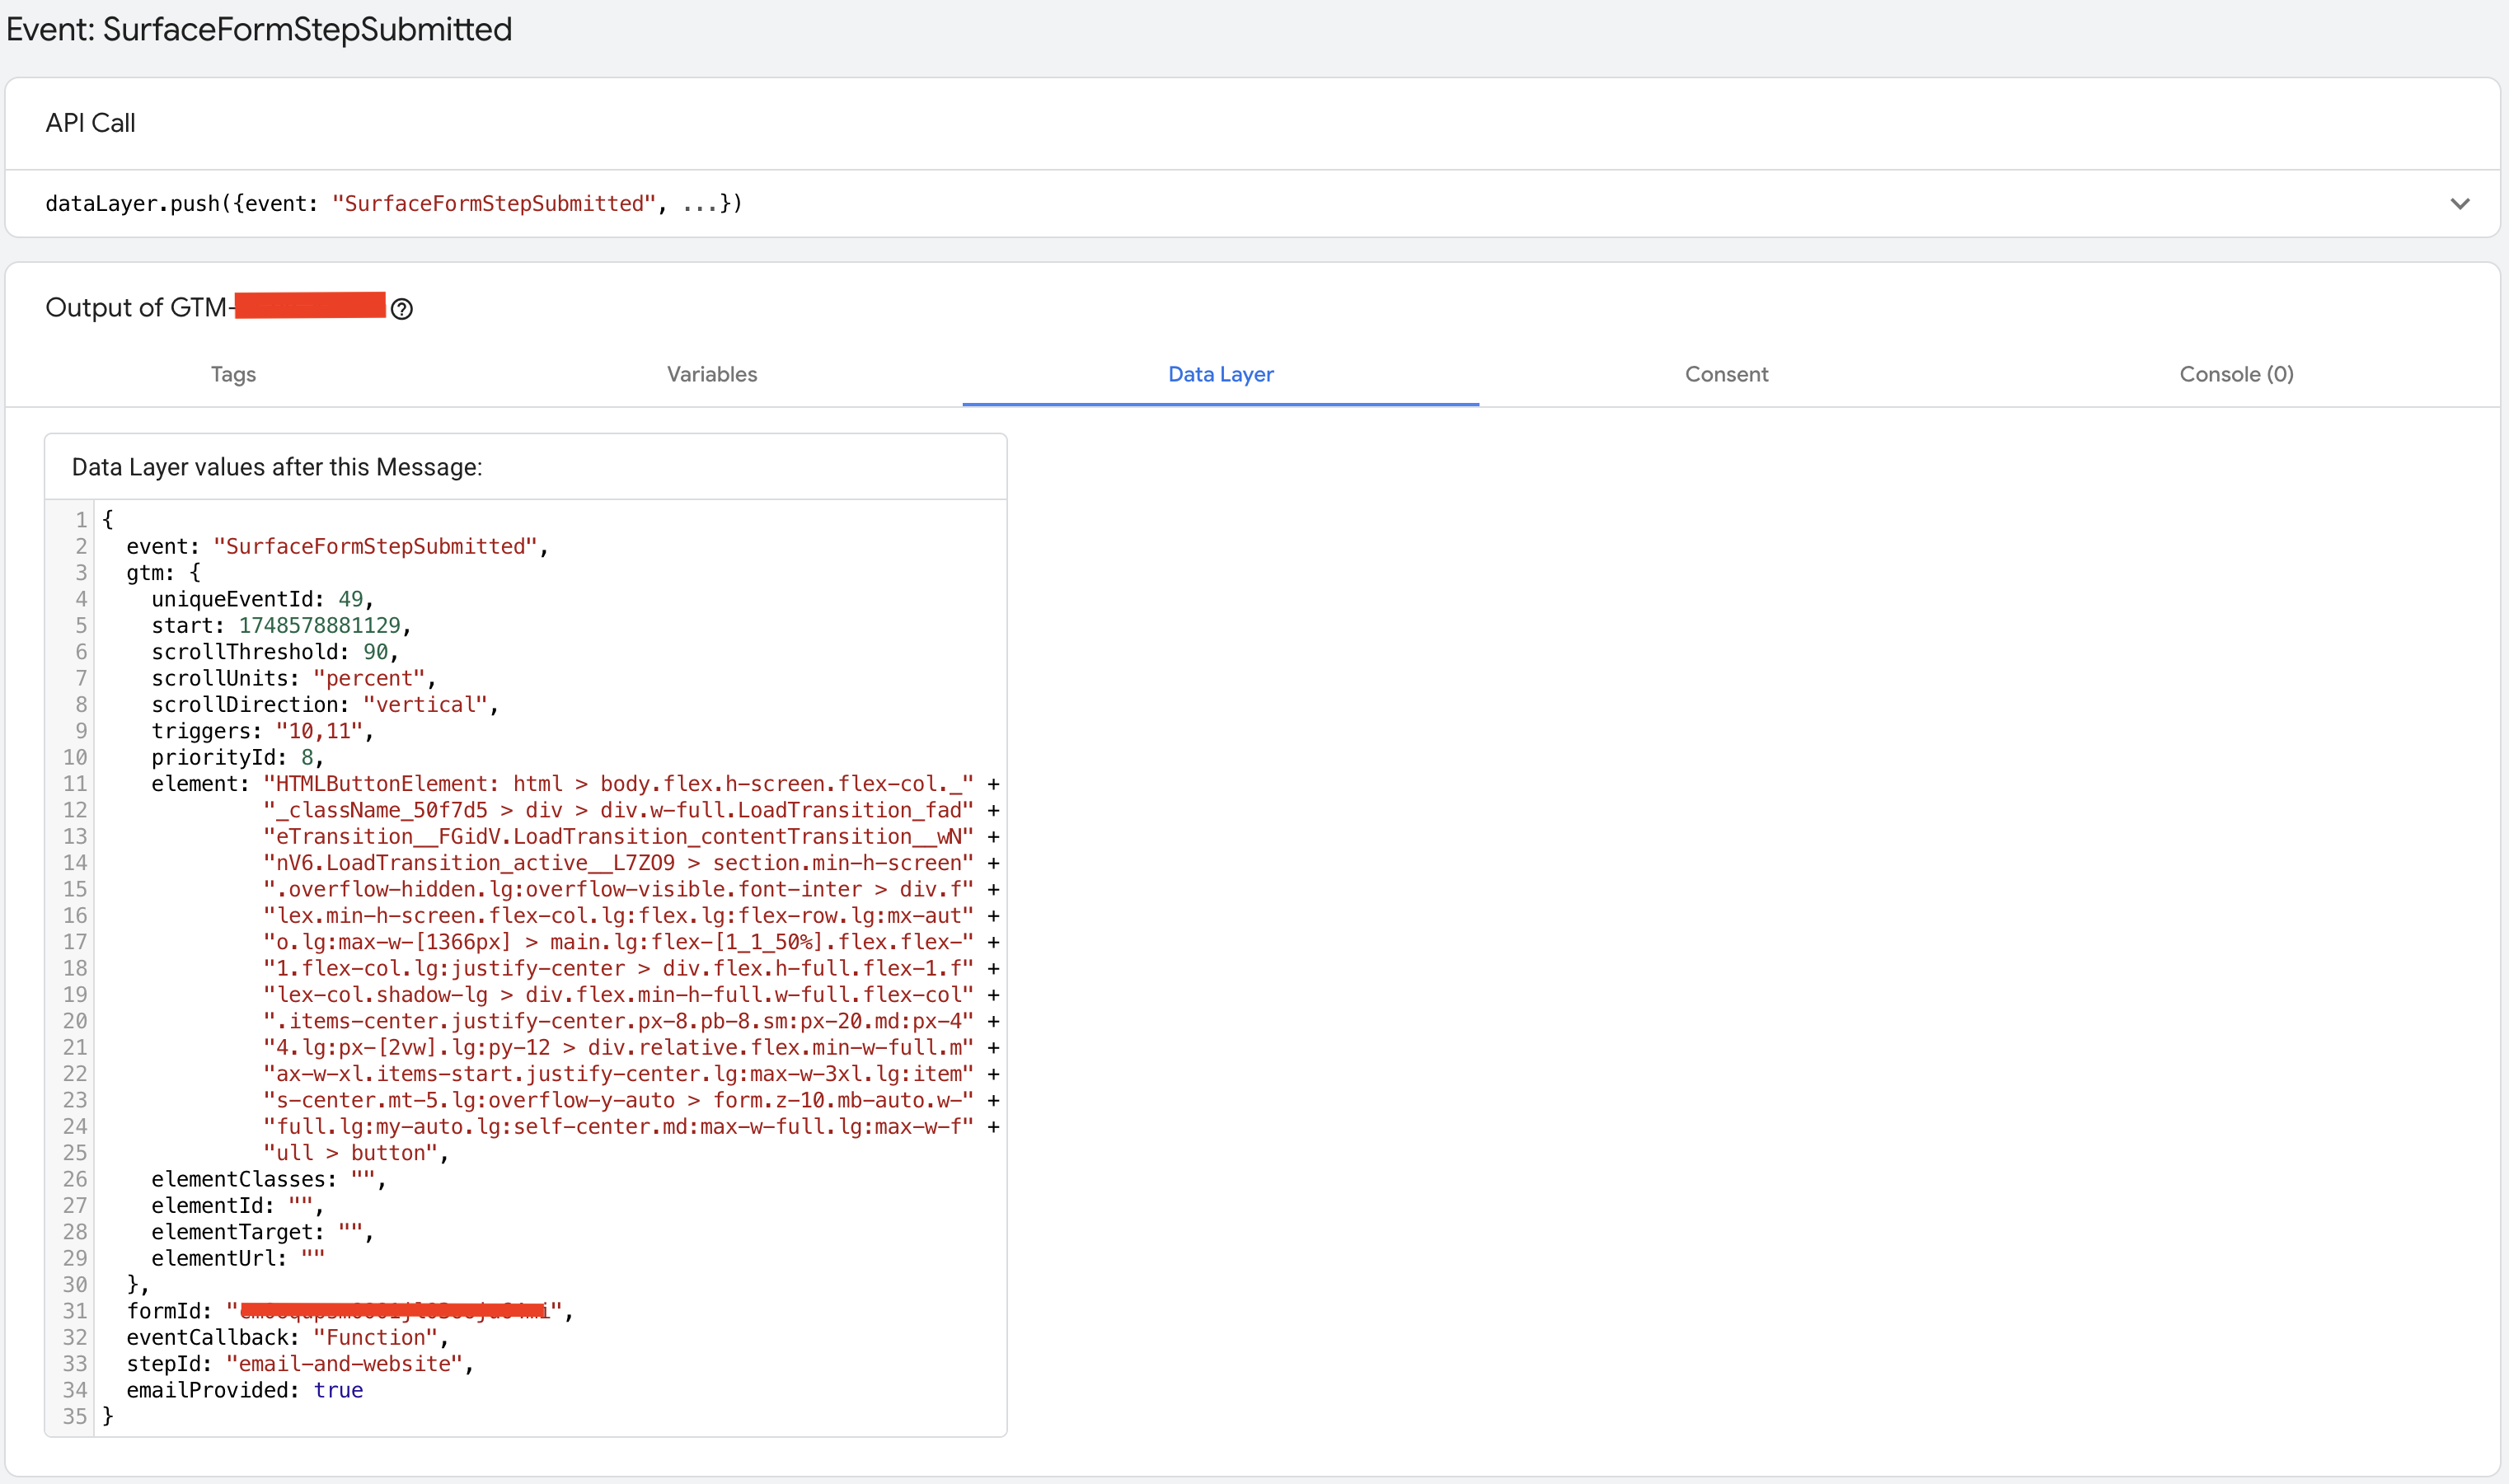 Event: SurfaceFormStepSubmitted
API Call
dataLayer.push({event: "SurfaceFormStepSubmitted", ...})
Output of GTM-
Tags Variables Data Layer Consent Console (0)
Data Layer values after this Message:
1 {
2 event: "SurfaceFormStepSubmitted",
3 gtm: {
4 uniqueEventId: 49,
5 start: 1748578881129,
6 scrollThreshold: 90,
7 scrollUnits: "percent",
8 scrollDirection: "vertical",
9 triggers: "10,11",
10 priorityId: 8,
11 element: "HTMLButtonElement: html > body.flex.h-screen.flex-col._" +
12 "_className_50f7d5 > div > div.w-full.LoadTransition_fad" +
13 "eTransition__FGidV.LoadTransition_contentTransition__wN" +
14 "nV6.LoadTransition_active__L7ZO9 > section.min-h-screen" +
15 ".overflow-hidden.lg:overflow-visible.font-inter > div.f" +
16 "lex.min-h-screen.flex-col.lg:flex.lg:flex-row.lg:mx-aut" +
17 "o.lg:max-w-[1366px] > main.lg:flex-[1_1_50%].flex.flex-" +
18 "1.flex-col.lg:justify-center > div.flex.h-full.flex-1.f" +
19 "lex-col.shadow-lg > div.flex.min-h-full.w-full.flex-col" +
20 ".items-center.justify-center.px-8.pb-8.sm:px-20.md:px-4" +
21 "4.lg:px-[2vw].lg:py-12 > div.relative.flex.min-w-full.m" +
22 "ax-w-xl.items-start.justify-center.lg:max-w-3xl.lg:item" +
23 "s-center.mt-5.lg:overflow-y-auto > form.z-10.mb-auto.w-" +
24 "full.lg:my-auto.lg:self-center.md:max-w-full.lg:max-w-f" +
25 "ull > button",
26 elementClasses: "",
27 elementId: "",
28 elementTarget: "",
29 elementUrl: ""
30 },
31 formId: "",
32 eventCallback: "Function",
33 stepId: "email-and-website",
34 emailProvided: true
35 }